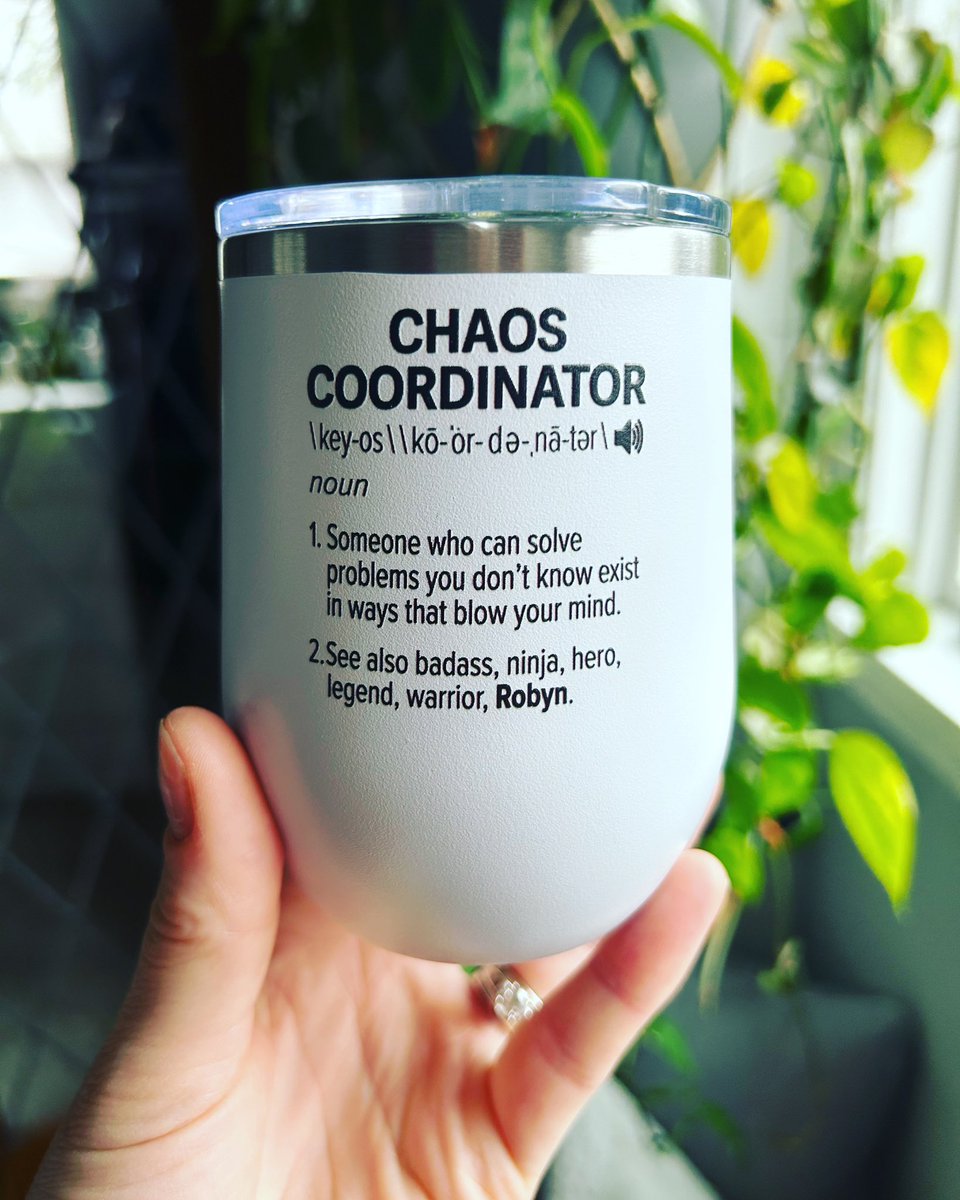 CHAOS
COORDINATOR
\key-os\\kō-ˈȯr-də-ˌnā-tər\
noun
1. Someone who can solve
problems you don't know exist
in ways that blow your mind.
2.See also badass, ninja, hero,
legend, warrior, Robyn.